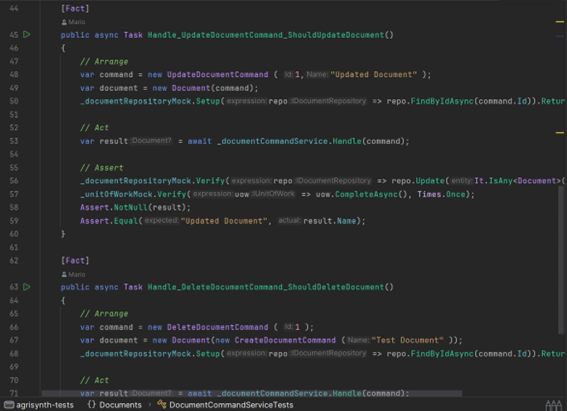 44 [Fact]
Mario
45 public async Task Handle_UpdateDocumentCommand_ShouldUpdateDocument()
46 {
47 // Arrange
48 var command = new UpdateDocumentCommand ( Id: 1, Name: "Updated Document" );
49 var document = new Document(command);
50 _documentRepositoryMock.Setup( expression: repo :IDocumentRepository => repo.FindByIdAsync(command.Id)).Retur
51
52 // Act
53 var result :Document? = await _documentCommandService.Handle(command);
54
55 // Assert
56 _documentRepositoryMock.Verify( expression: repo :IDocumentRepository => repo.Update( entity: It.IsAny<Document>(
57 _unitOfWorkMock.Verify( expression: uow :IUnitOfWork => uow.CompleteAsync(), Times.Once);
58 Assert.NotNull(result);
59 Assert.Equal( expected: "Updated Document", actual: result.Name);
60 }
61
62 [Fact]
Mario
63 public async Task Handle_DeleteDocumentCommand_ShouldDeleteDocument()
64 {
65 // Arrange
66 var command = new DeleteDocumentCommand ( Id: 1 );
67 var document = new Document(new CreateDocumentCommand ( Name: "Test Document" ));
68 _documentRepositoryMock.Setup( expression: repo :IDocumentRepository => repo.FindByIdAsync(command.Id)).Retur
69
70 // Act
71 var result :Document? = await _documentCommandService.Handle(command);
agrisynth-tests > {} Documents > DocumentCommandServiceTests